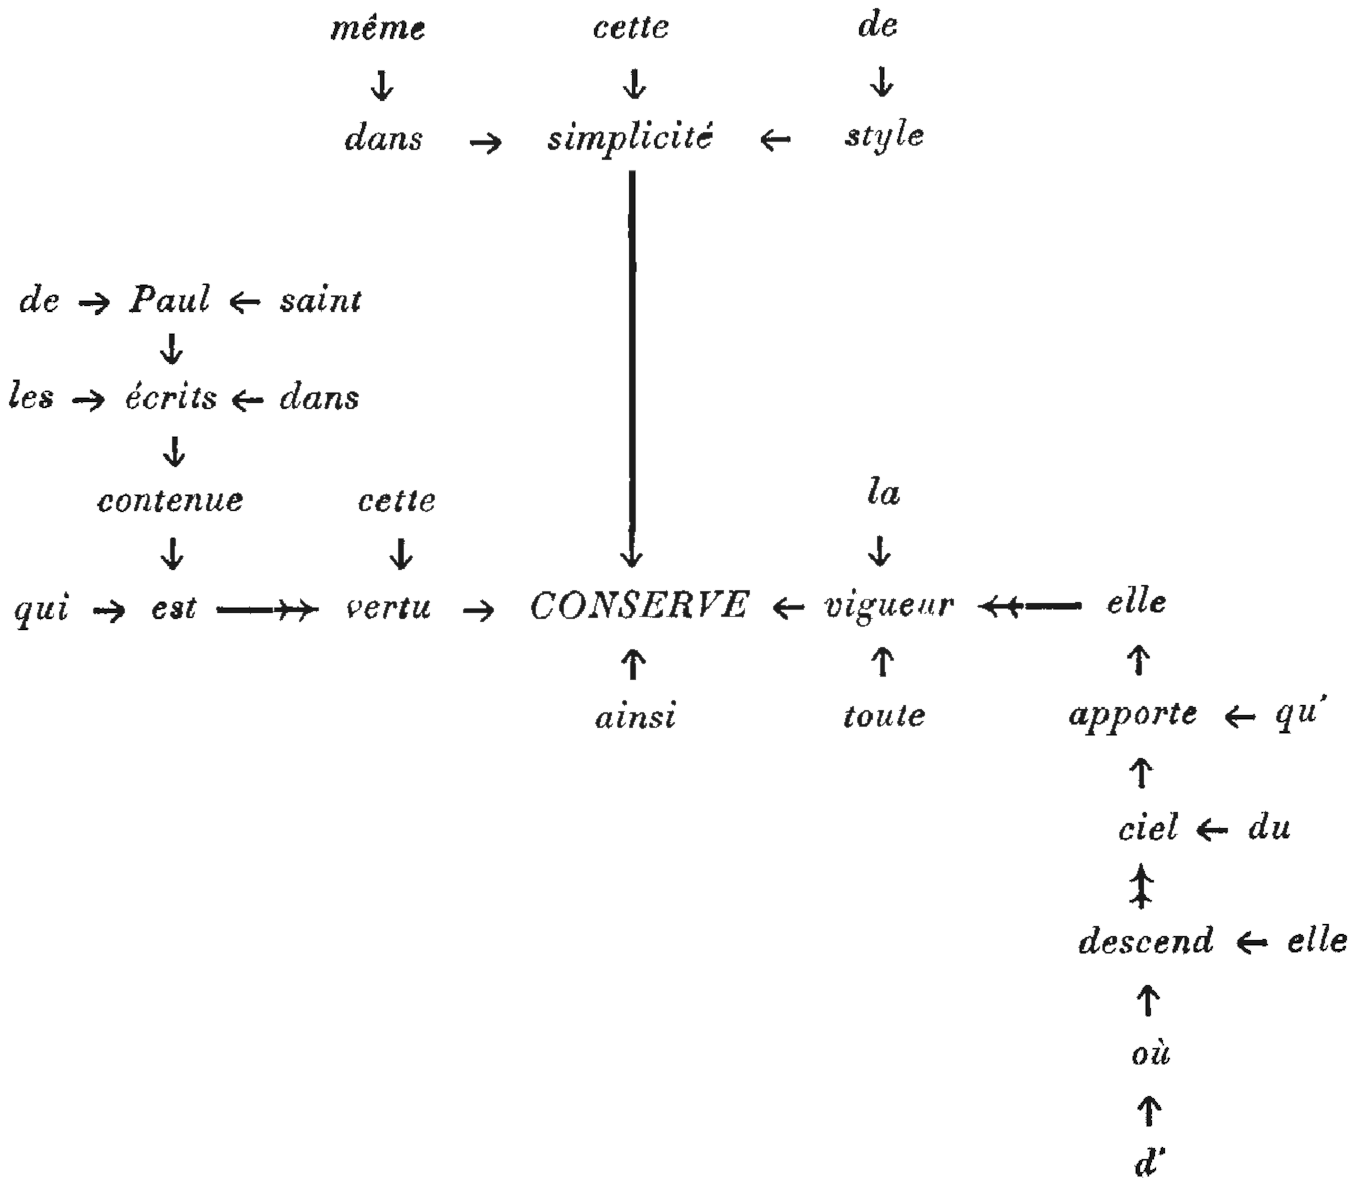 même cette de
dans simplicité style
de Paul saint
les écrits dans
contenue cette la
qui est vertu CONSERVE vigueur elle
ainsi toute apporte qu'
ciel du
descend elle
où
d'